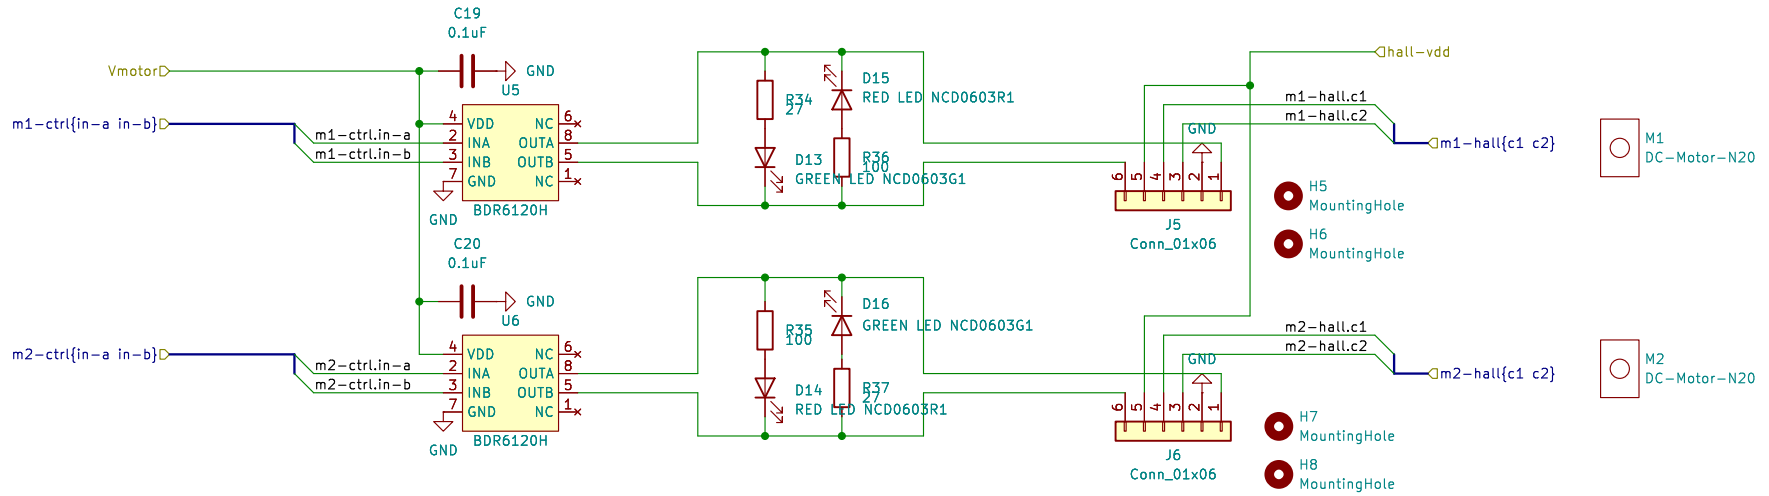 C19
0.1uF
Vmotor
GND
U5
hall-vdd
m1-ctrl{in-a in-b}
m1-ctrl.in-a
m1-ctrl.in-b
4 VDD NC 6
2 INA OUTA 8
3 INB OUTB 5
7 GND NC 1
GND
BDR6120H
R34
27
D13
GREEN LED NCD0603G1
D15
RED LED NCD0603R1
R36
100
m1-hall.c1
m1-hall.c2
GND
m1-hall{c1 c2}
6 5 4 3 2 1
J5
Conn_01x06
H5
MountingHole
H6
MountingHole
M1
DC-Motor-N20
C20
0.1uF
GND
U6
m2-ctrl{in-a in-b}
m2-ctrl.in-a
m2-ctrl.in-b
4 VDD NC 6
2 INA OUTA 8
3 INB OUTB 5
7 GND NC 1
GND
BDR6120H
R35
100
D14
RED LED NCD0603R1
D16
GREEN LED NCD0603G1
R37
27
m2-hall.c1
m2-hall.c2
GND
m2-hall{c1 c2}
6 5 4 3 2 1
J6
Conn_01x06
H7
MountingHole
H8
MountingHole
M2
DC-Motor-N20